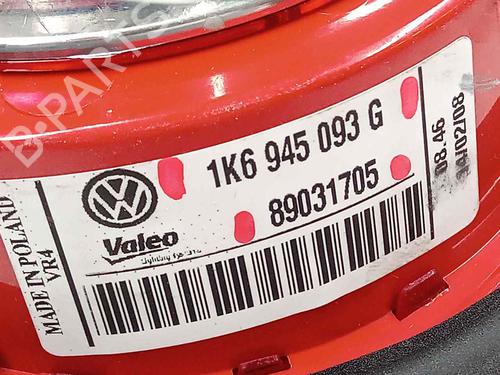 B-PARTS
1K6 945 093 G
89031705
Valeo
MADE IN POLAND
VR4
08.46
04/02/08